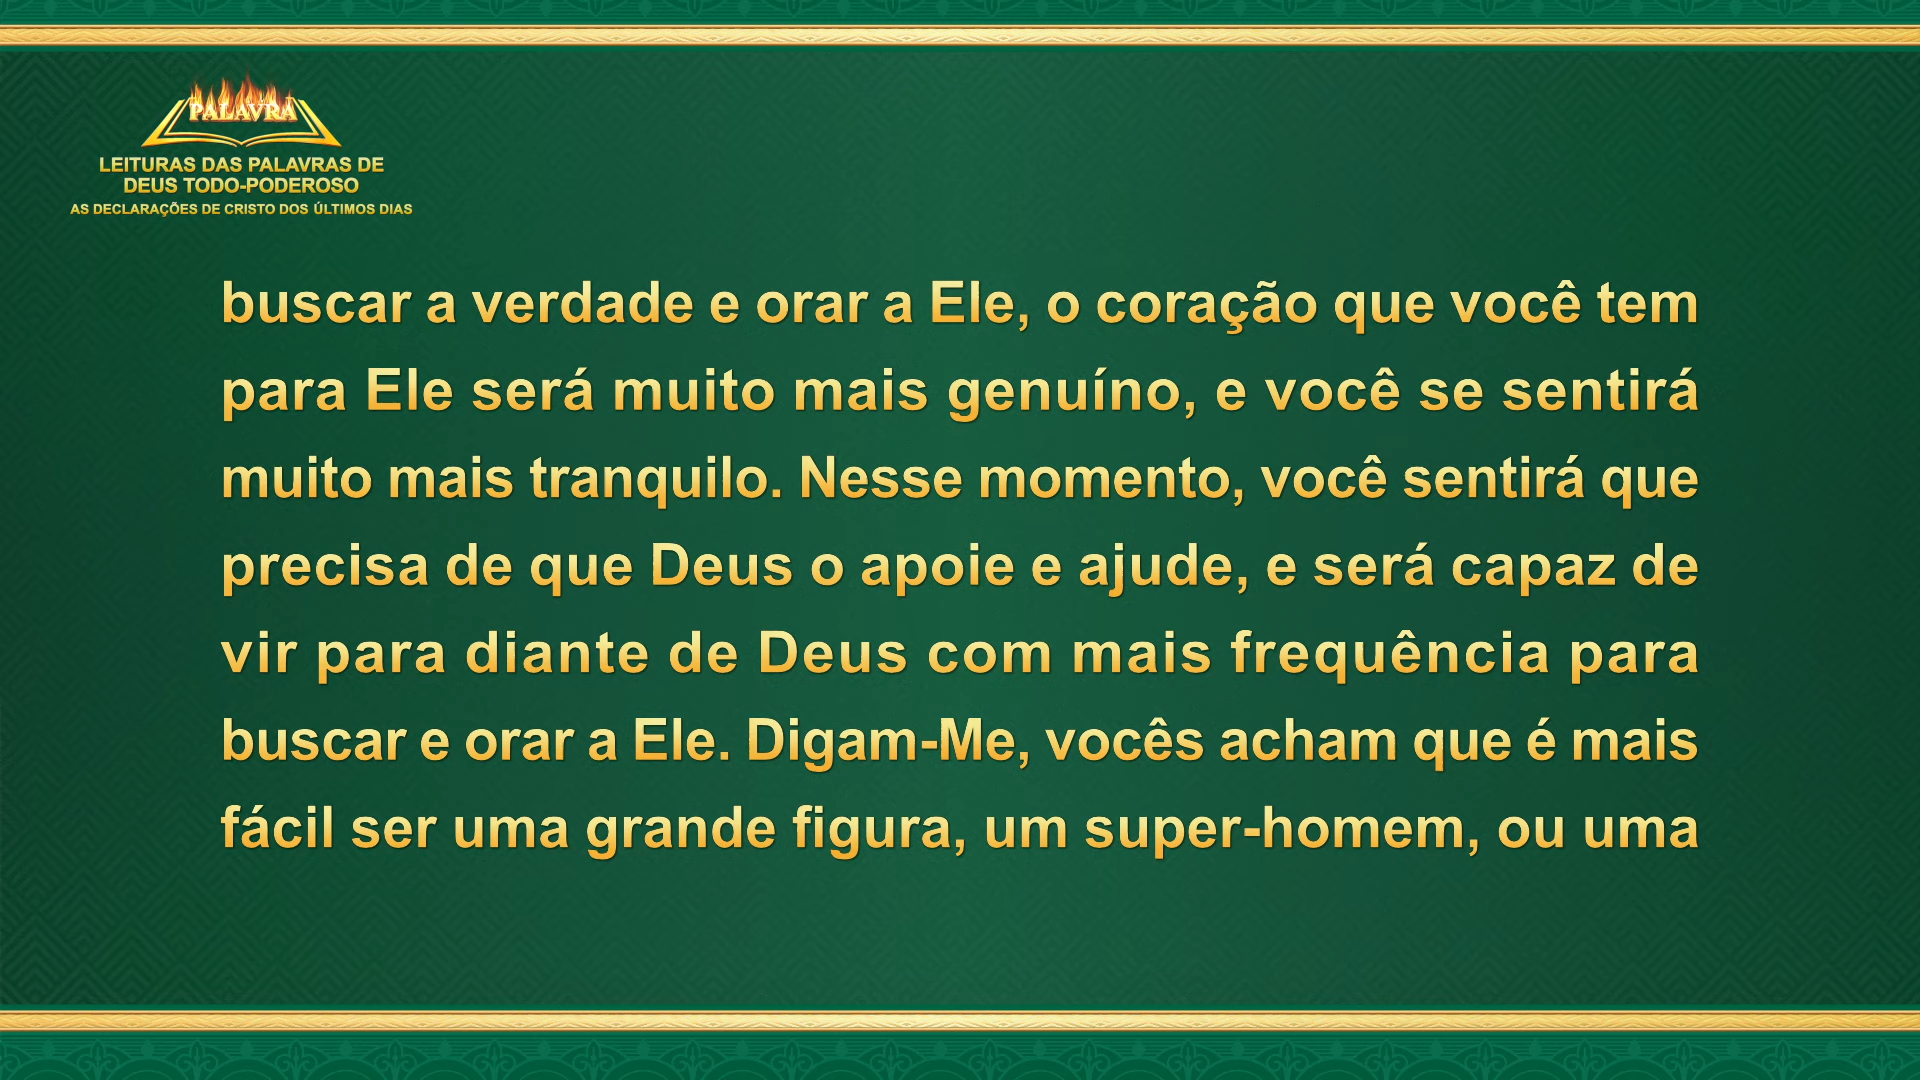 PALAVRA
LEITURAS DAS PALAVRAS DE
DEUS TODO-PODEROSO
AS DECLARAÇÕES DE CRISTO DOS ÚLTIMOS DIAS
buscar a verdade e orar a Ele, o coração que você tem
para Ele será muito mais genuíno, e você se sentirá
muito mais tranquilo. Nesse momento, você sentirá que
precisa de que Deus o apoie e ajude, e será capaz de
vir para diante de Deus com mais frequência para
buscar e orar a Ele. Digam-Me, vocês acham que é mais
fácil ser uma grande figura, um super-homem, ou uma